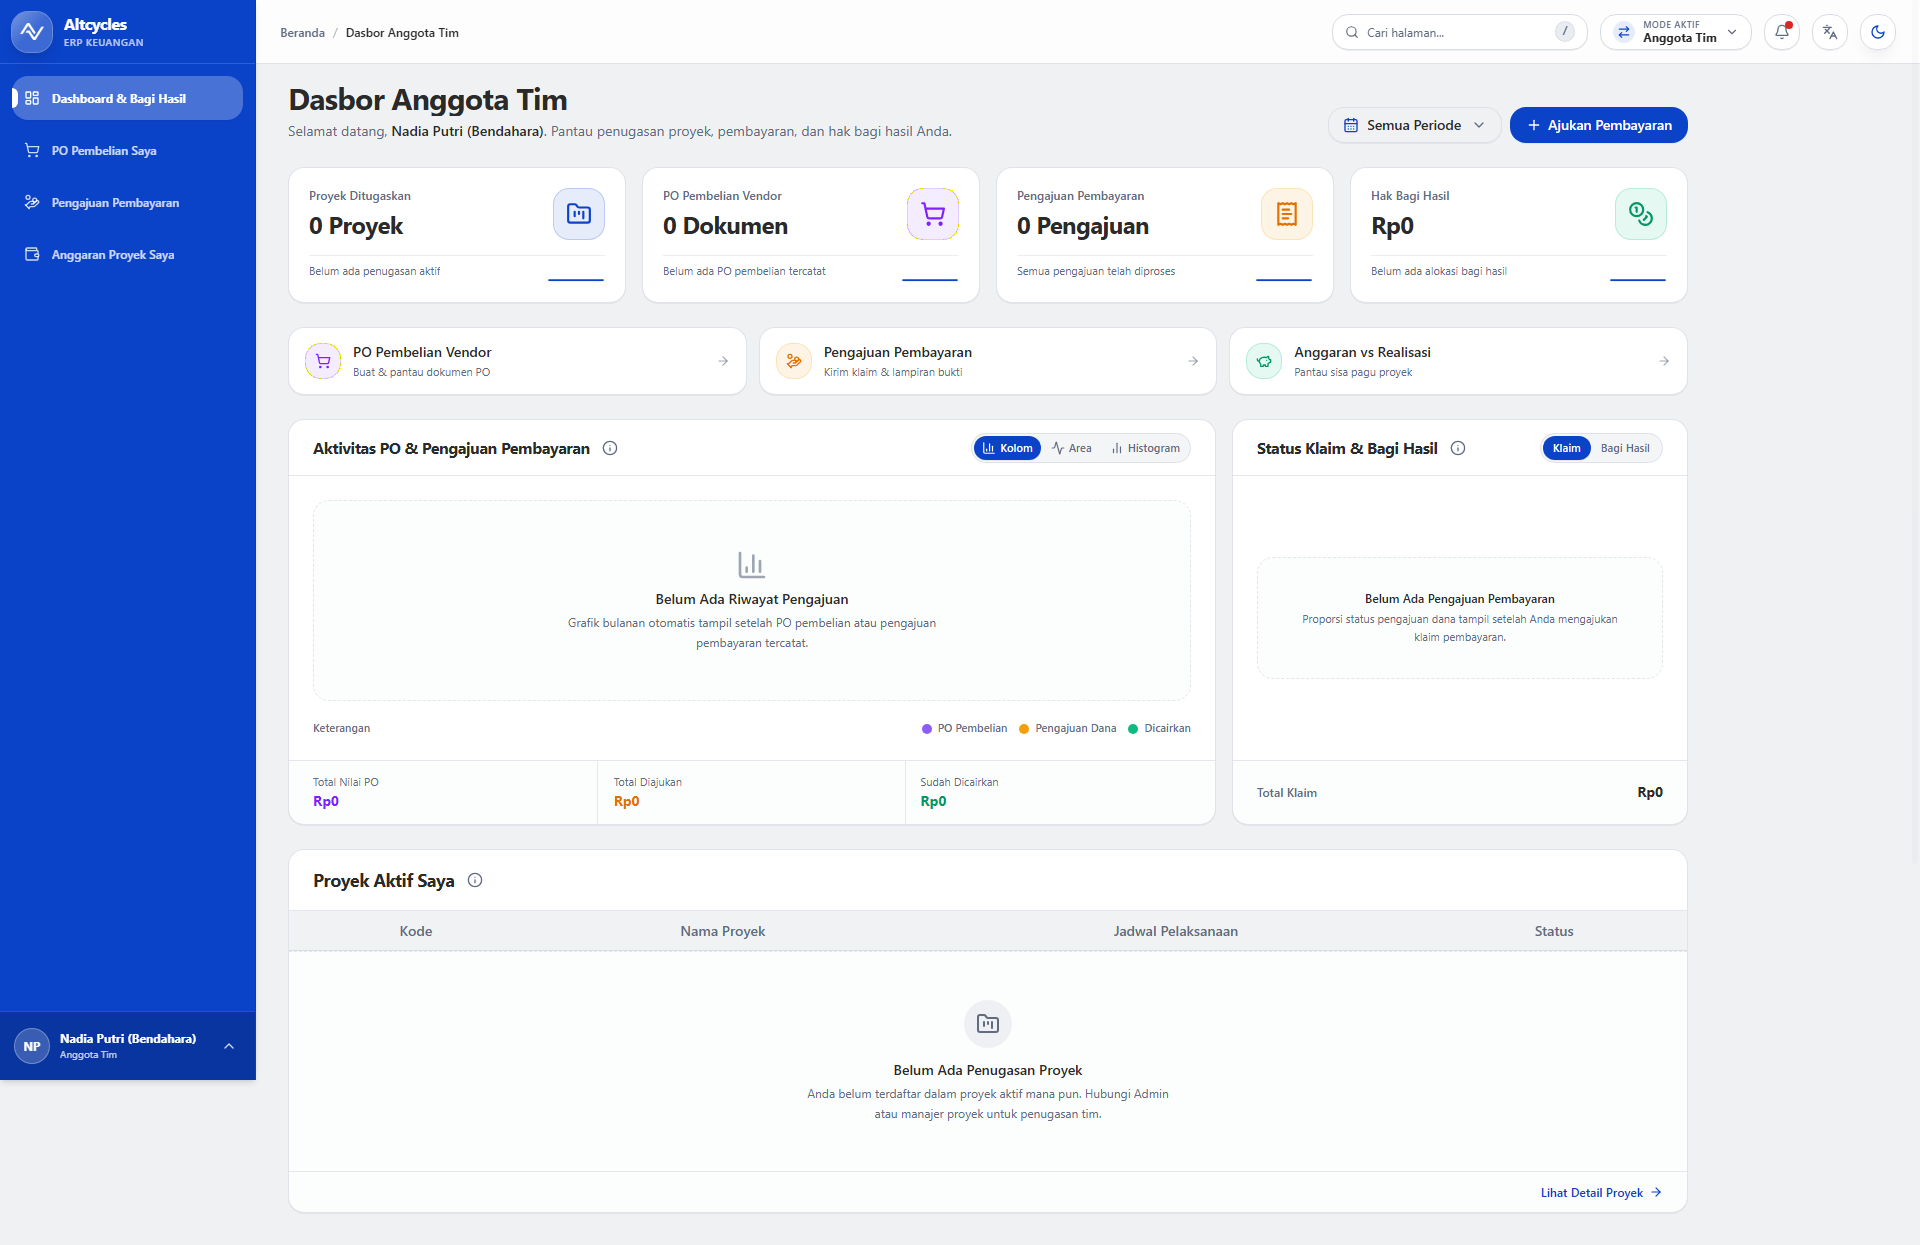 Altcycles
ERP KEUANGAN
Dashboard & Bagi Hasil
PO Pembelian Saya
Pengajuan Pembayaran
Anggaran Proyek Saya
NP
Nadia Putri (Bendahara)
Anggota Tim
Beranda / Dasbor Anggota Tim
Cari halaman... /
MODE AKTIF
Anggota Tim
Dasbor Anggota Tim
Selamat datang, Nadia Putri (Bendahara). Pantau penugasan proyek, pembayaran, dan hak bagi hasil Anda.
Semua Periode
+ Ajukan Pembayaran
Proyek Ditugaskan
0 Proyek
Belum ada penugasan aktif
PO Pembelian Vendor
0 Dokumen
Belum ada PO pembelian tercatat
Pengajuan Pembayaran
0 Pengajuan
Semua pengajuan telah diproses
Hak Bagi Hasil
Rp0
Belum ada alokasi bagi hasil
PO Pembelian Vendor
Buat & pantau dokumen PO
Pengajuan Pembayaran
Kirim klaim & lampiran bukti
Anggaran vs Realisasi
Pantau sisa pagu proyek
Aktivitas PO & Pengajuan Pembayaran
Kolom Area Histogram
Belum Ada Riwayat Pengajuan
Grafik bulanan otomatis tampil setelah PO pembelian atau pengajuan
pembayaran tercatat.
Keterangan
PO Pembelian Pengajuan Dana Dicairkan
Total Nilai PO
Rp0
Total Diajukan
Rp0
Sudah Dicairkan
Rp0
Status Klaim & Bagi Hasil
Klaim Bagi Hasil
Belum Ada Pengajuan Pembayaran
Proporsi status pengajuan dana tampil setelah Anda mengajukan
klaim pembayaran.
Total Klaim Rp0
Proyek Aktif Saya
Kode Nama Proyek Jadwal Pelaksanaan Status
Belum Ada Penugasan Proyek
Anda belum terdaftar dalam proyek aktif mana pun. Hubungi Admin
atau manajer proyek untuk penugasan tim.
Lihat Detail Proyek